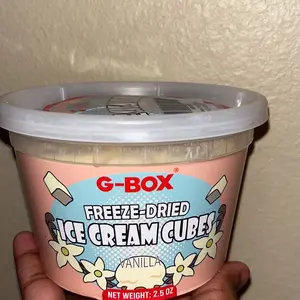 G-BOX®
FREEZE-DRIED
ICE CREAM CUBES
VANILLA
NET WEIGHT: 2.5 OZ